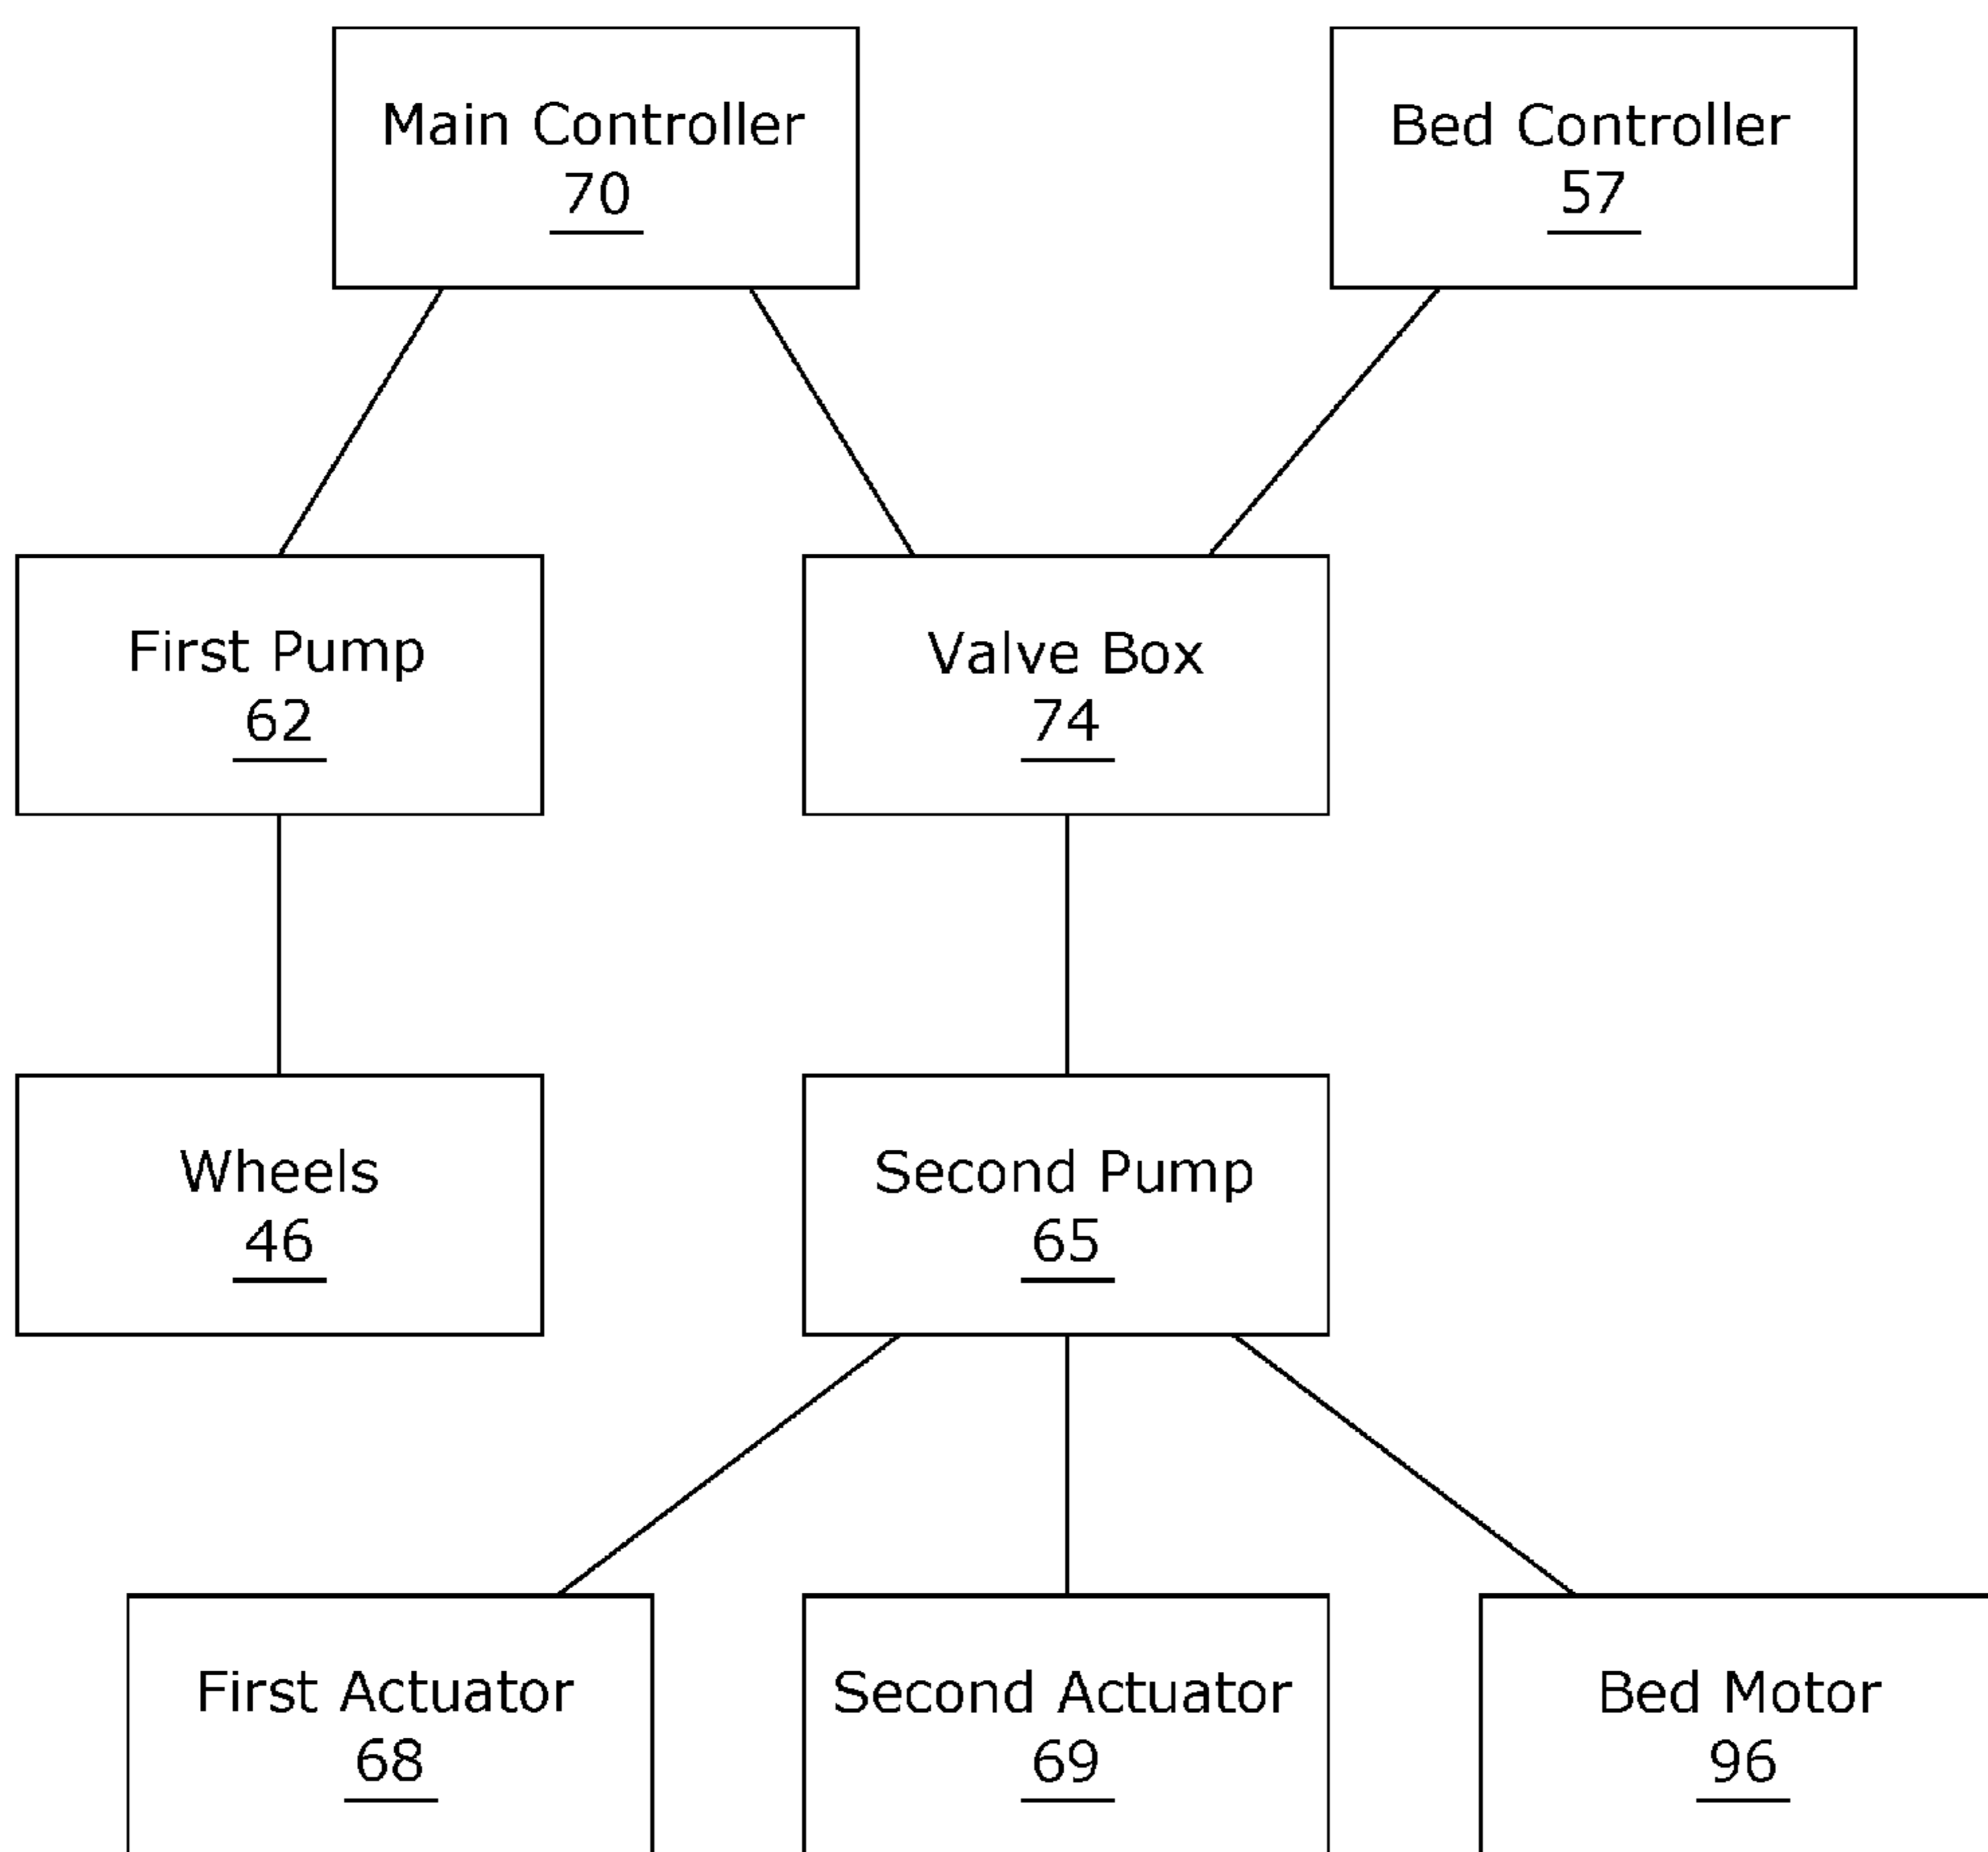 Main Controller
70
Bed Controller
57
First Pump
62
Valve Box
74
Wheels
46
Second Pump
65
First Actuator
68
Second Actuator
69
Bed Motor
96